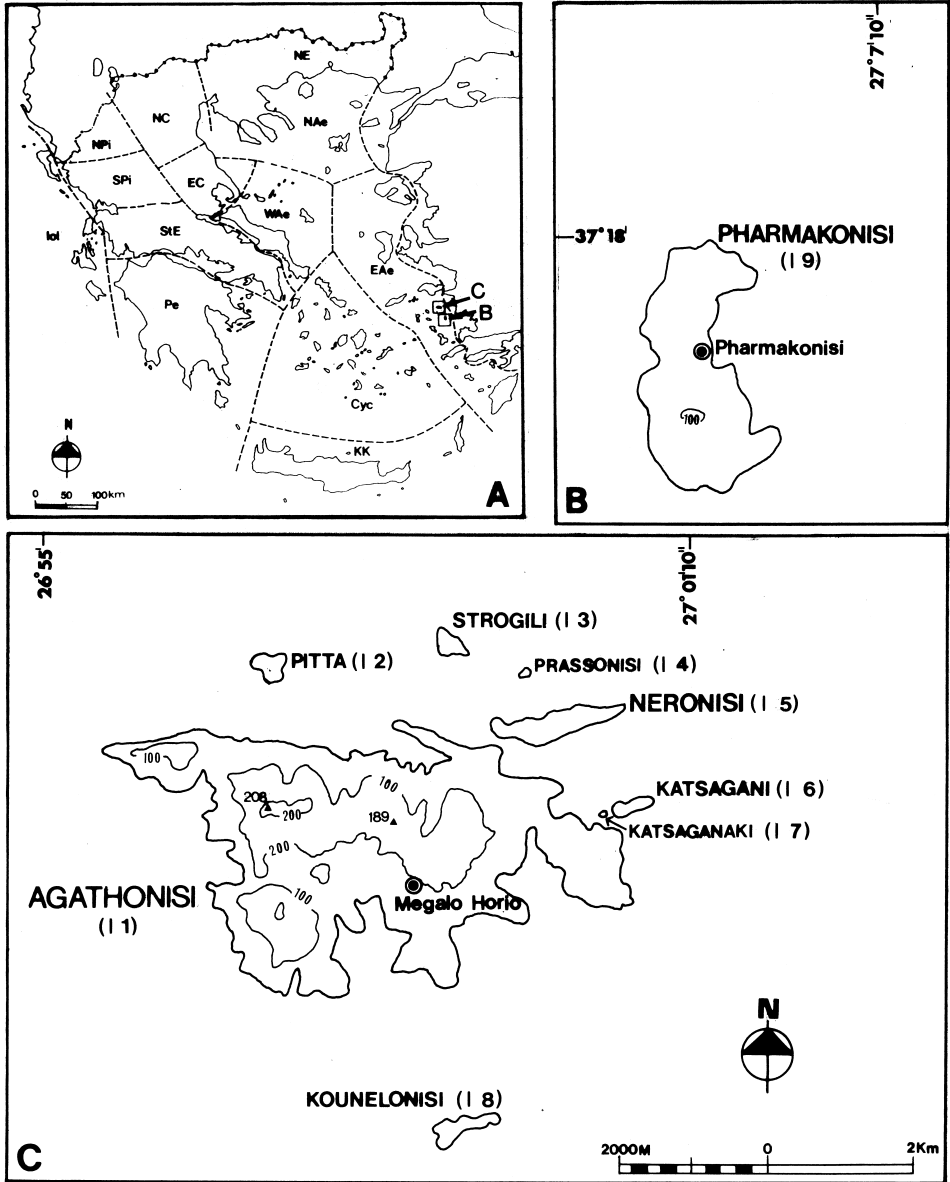 NE
NC
NAe
NPi
SPi
EC
WAe
Iol
StE
EAe
C
B
Pe
Cyc
N
KK
0 50 100km
A
27°7'10"
37°18'
PHARMAKONISI
(I 9)
Pharmakonisi
100
B
26°55'
27°01'10"
STROGILI (I 3)
PITTA (I 2)
PRASSONISI (I 4)
NERONISI (I 5)
100
100
208
200
189
KATSAGANI (I 6)
KATSAGANAKI (I 7)
200
100
AGATHONISI
(I 1)
Megalo Horio
N
KOUNELONISI (I 8)
C
2000M 0 2Km